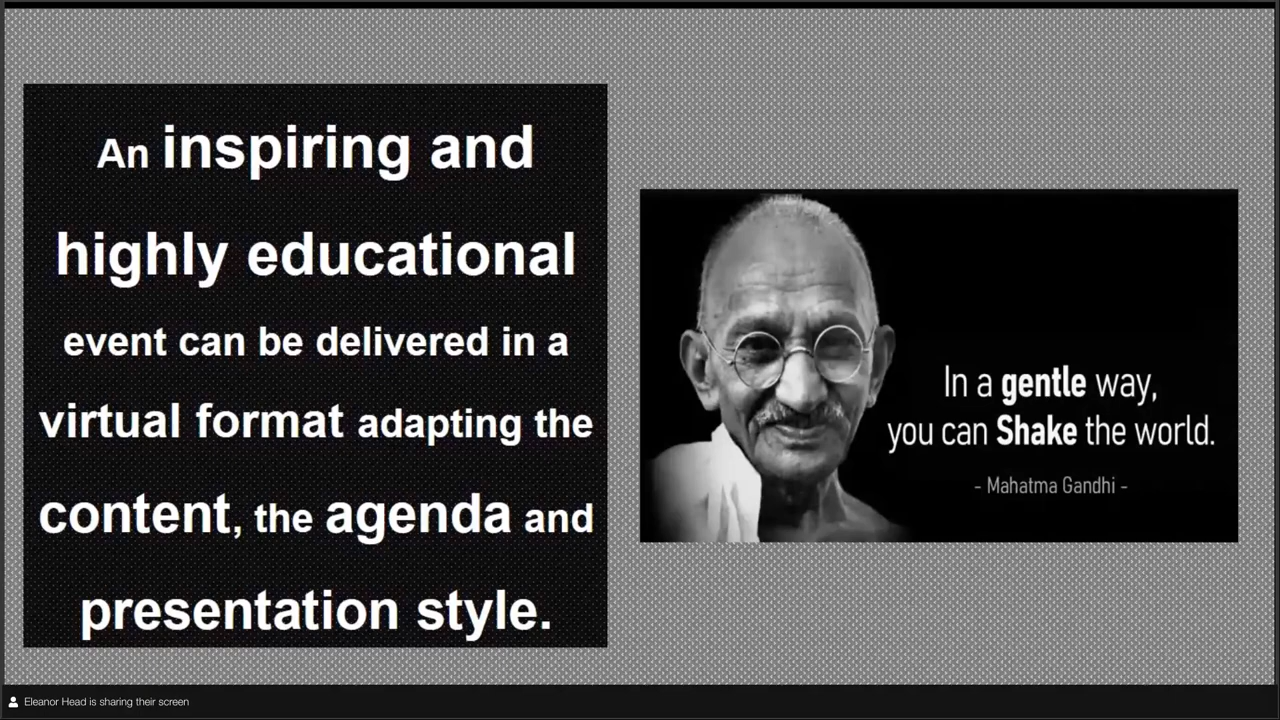 An inspiring and
highly educational
event can be delivered in a
virtual format adapting the
content, the agenda and
presentation style.
In a gentle way,
you can Shake the world.
- Mahatma Gandhi -
Eleanor Head is sharing their screen